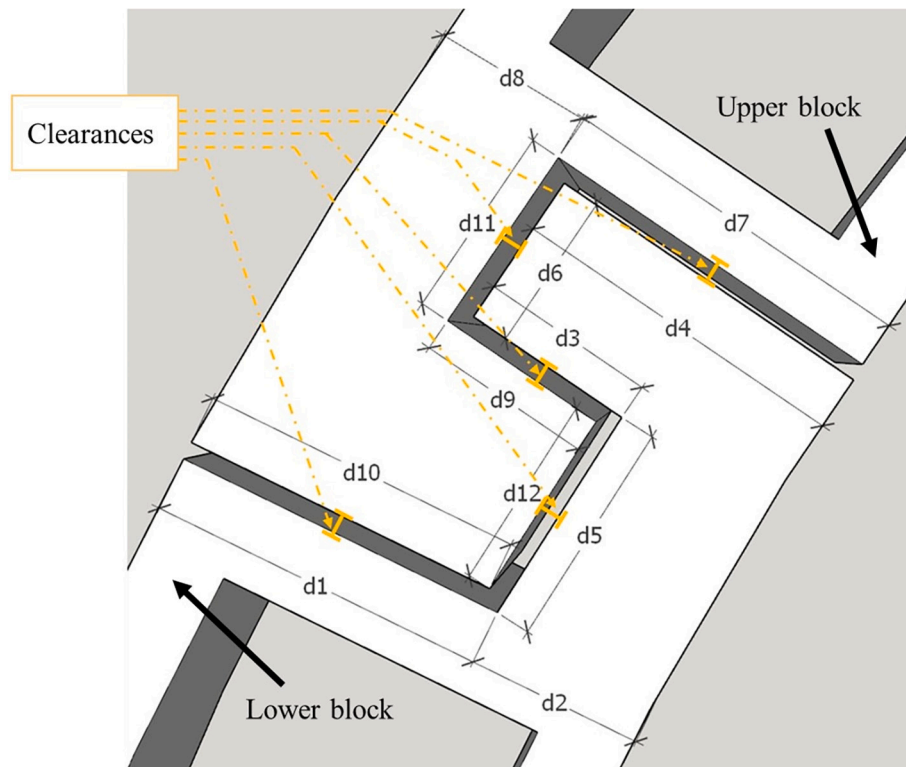 d8
Upper block
Clearances
d11
d7
d6
d3
d4
d9
d10
d12
d5
d1
d2
Lower block